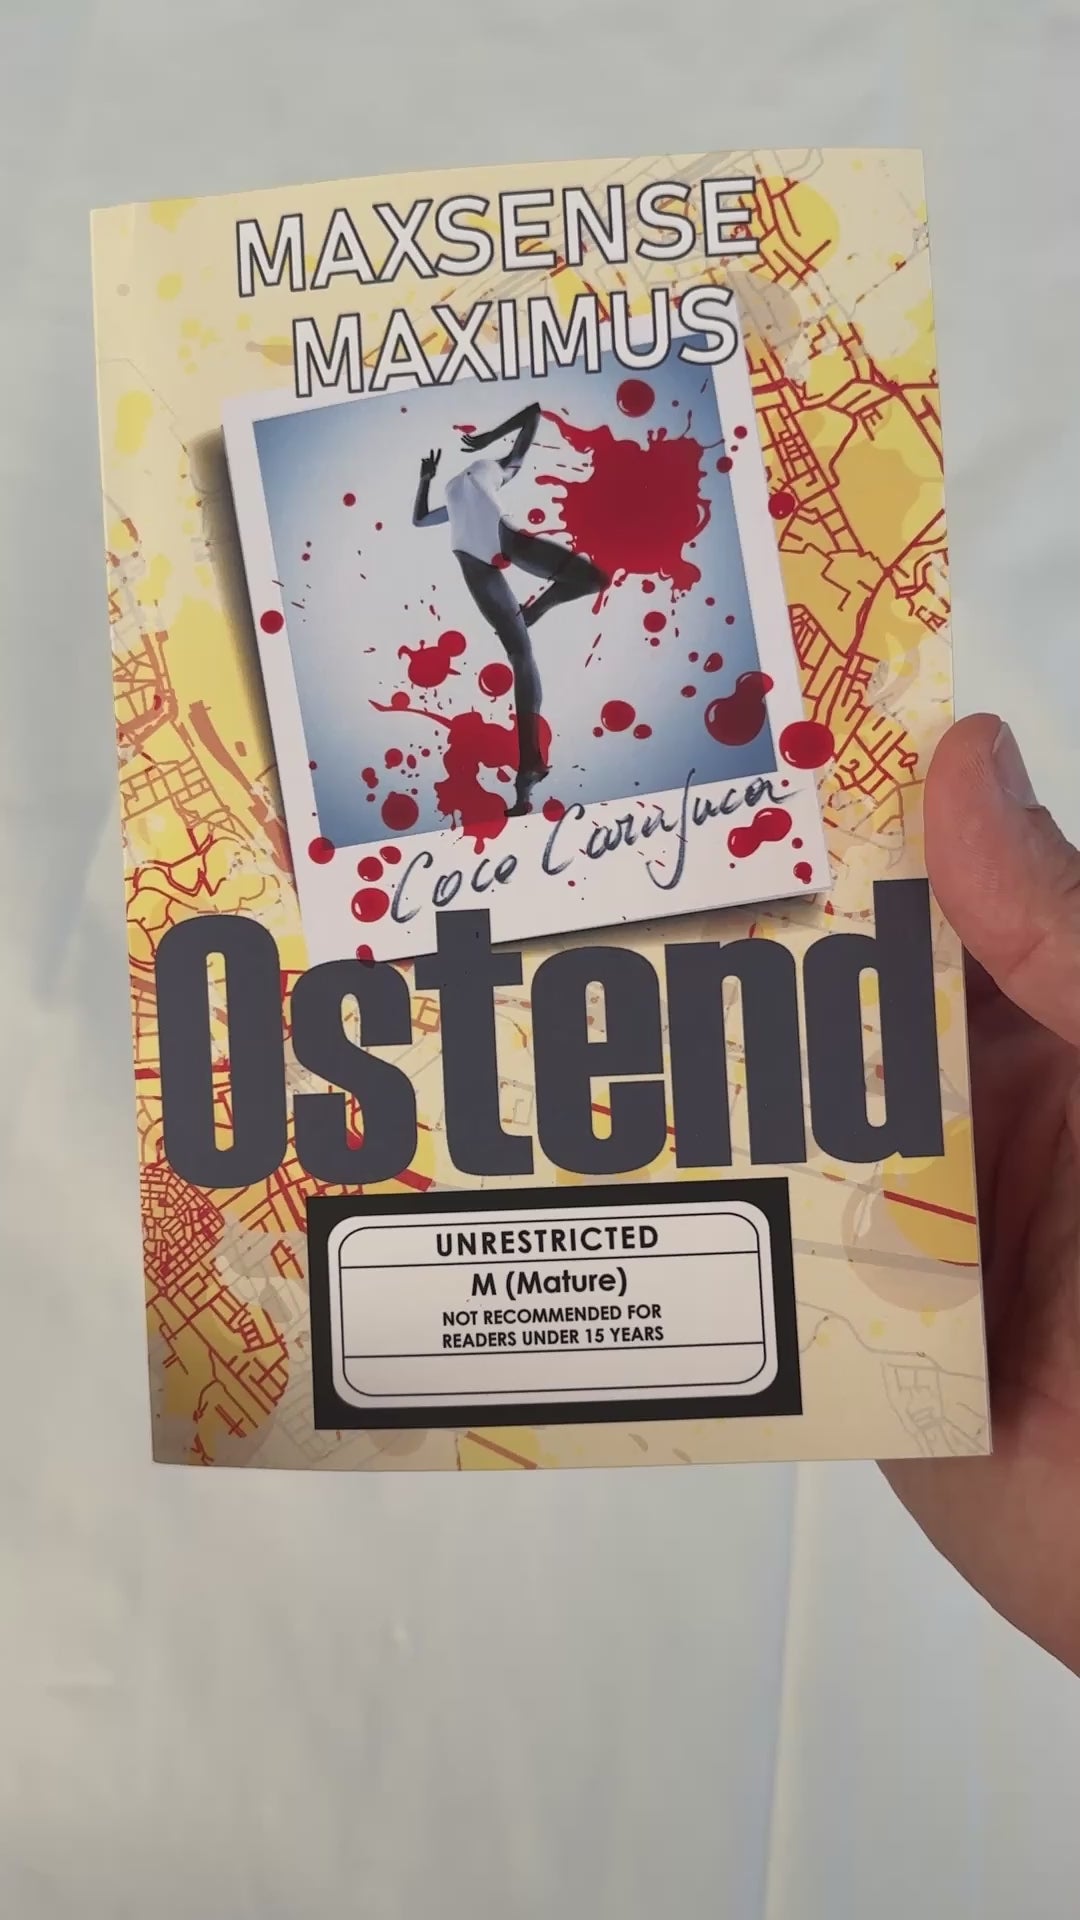 MAXSENSE
MAXIMUS
Coco Carafuca
Ostend
UNRESTRICTED
M (Mature)
NOT RECOMMENDED FOR
READERS UNDER 15 YEARS